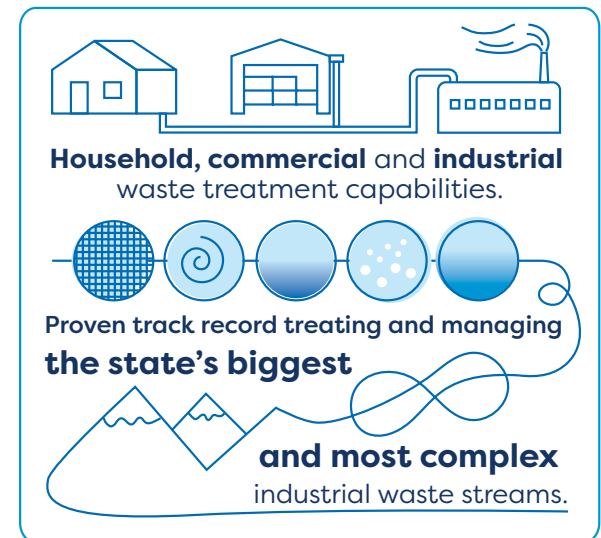 Household, commercial and industrial
waste treatment capabilities.
Proven track record treating and managing
the state's biggest
and most complex
industrial waste streams.